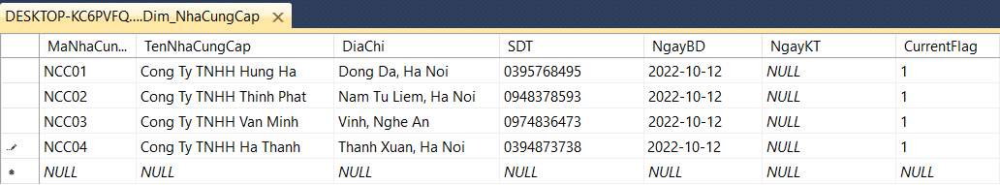 DESKTOP-KC6PVFQ....Dim_NhaCungCap
MaNhaCun... TenNhaCungCap DiaChi SDT NgayBD NgayKT CurrentFlag
NCC01 Cong Ty TNHH Hung Ha Dong Da, Ha Noi 0395768495 2022-10-12 NULL 1
NCC02 Cong Ty TNHH Thinh Phat Nam Tu Liem, Ha Noi 0948378593 2022-10-12 NULL 1
NCC03 Cong Ty TNHH Van Minh Vinh, Nghe An 0974836473 2022-10-12 NULL 1
NCC04 Cong Ty TNHH Ha Thanh Thanh Xuan, Ha Noi 0394873738 2022-10-12 NULL 1
NULL NULL NULL NULL NULL NULL NULL